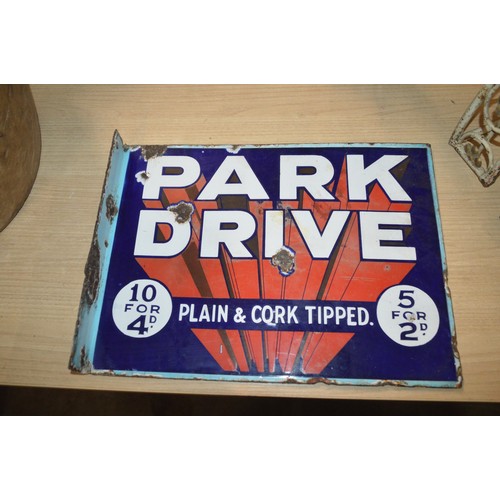 PARK
DRIVE
PLAIN & CORK TIPPED.
10
FOR
4D.
5
FOR
2D.